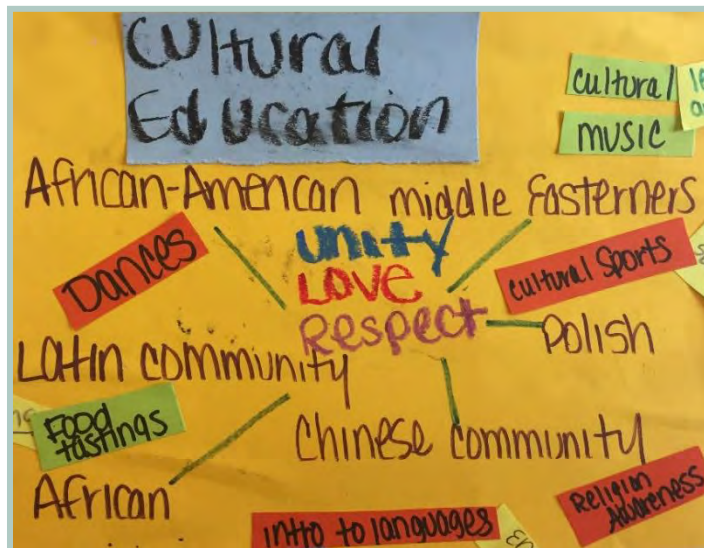 Cultural
Education
cultural
music
African-American
middle Easterners
Dances
Unity
Love
Respect
cultural Sports
Polish
Latin community
Food
tastings
Chinese community
African
Religion
Awareness
intro to languages